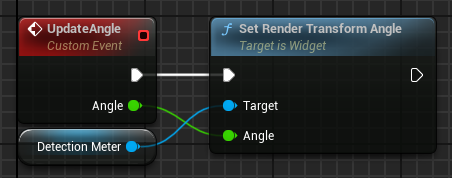 UpdateAngle
Custom Event
Angle
Detection Meter
Set Render Transform Angle
Target is Widget
Target
Angle